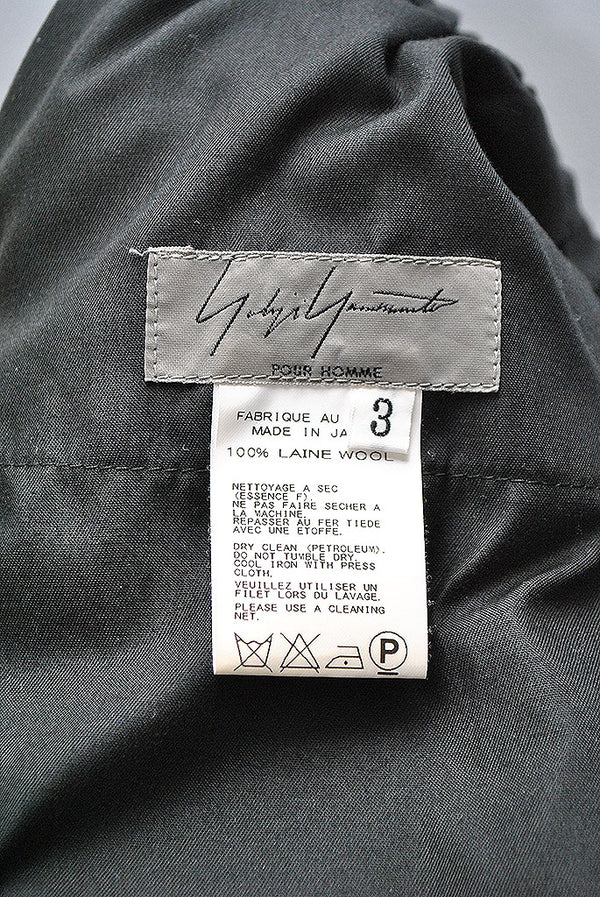 Yohji Yamamoto
POUR HOMME
FABRIQUE AU
MADE IN JA
3
100% LAINE WOOL
NETTOYAGE A SEC
(ESSENCE F).
NE PAS FAIRE SECHER A
LA MACHINE.
REPASSER AU FER TIEDE
AVEC UNE ETOFFE.
DRY CLEAN (PETROLEUM).
DO NOT TUMBLE DRY.
COOL IRON WITH PRESS
CLOTH.
VEUILLEZ UTILISER UN
FILET LORS DU LAVAGE.
PLEASE USE A CLEANING
NET.
P